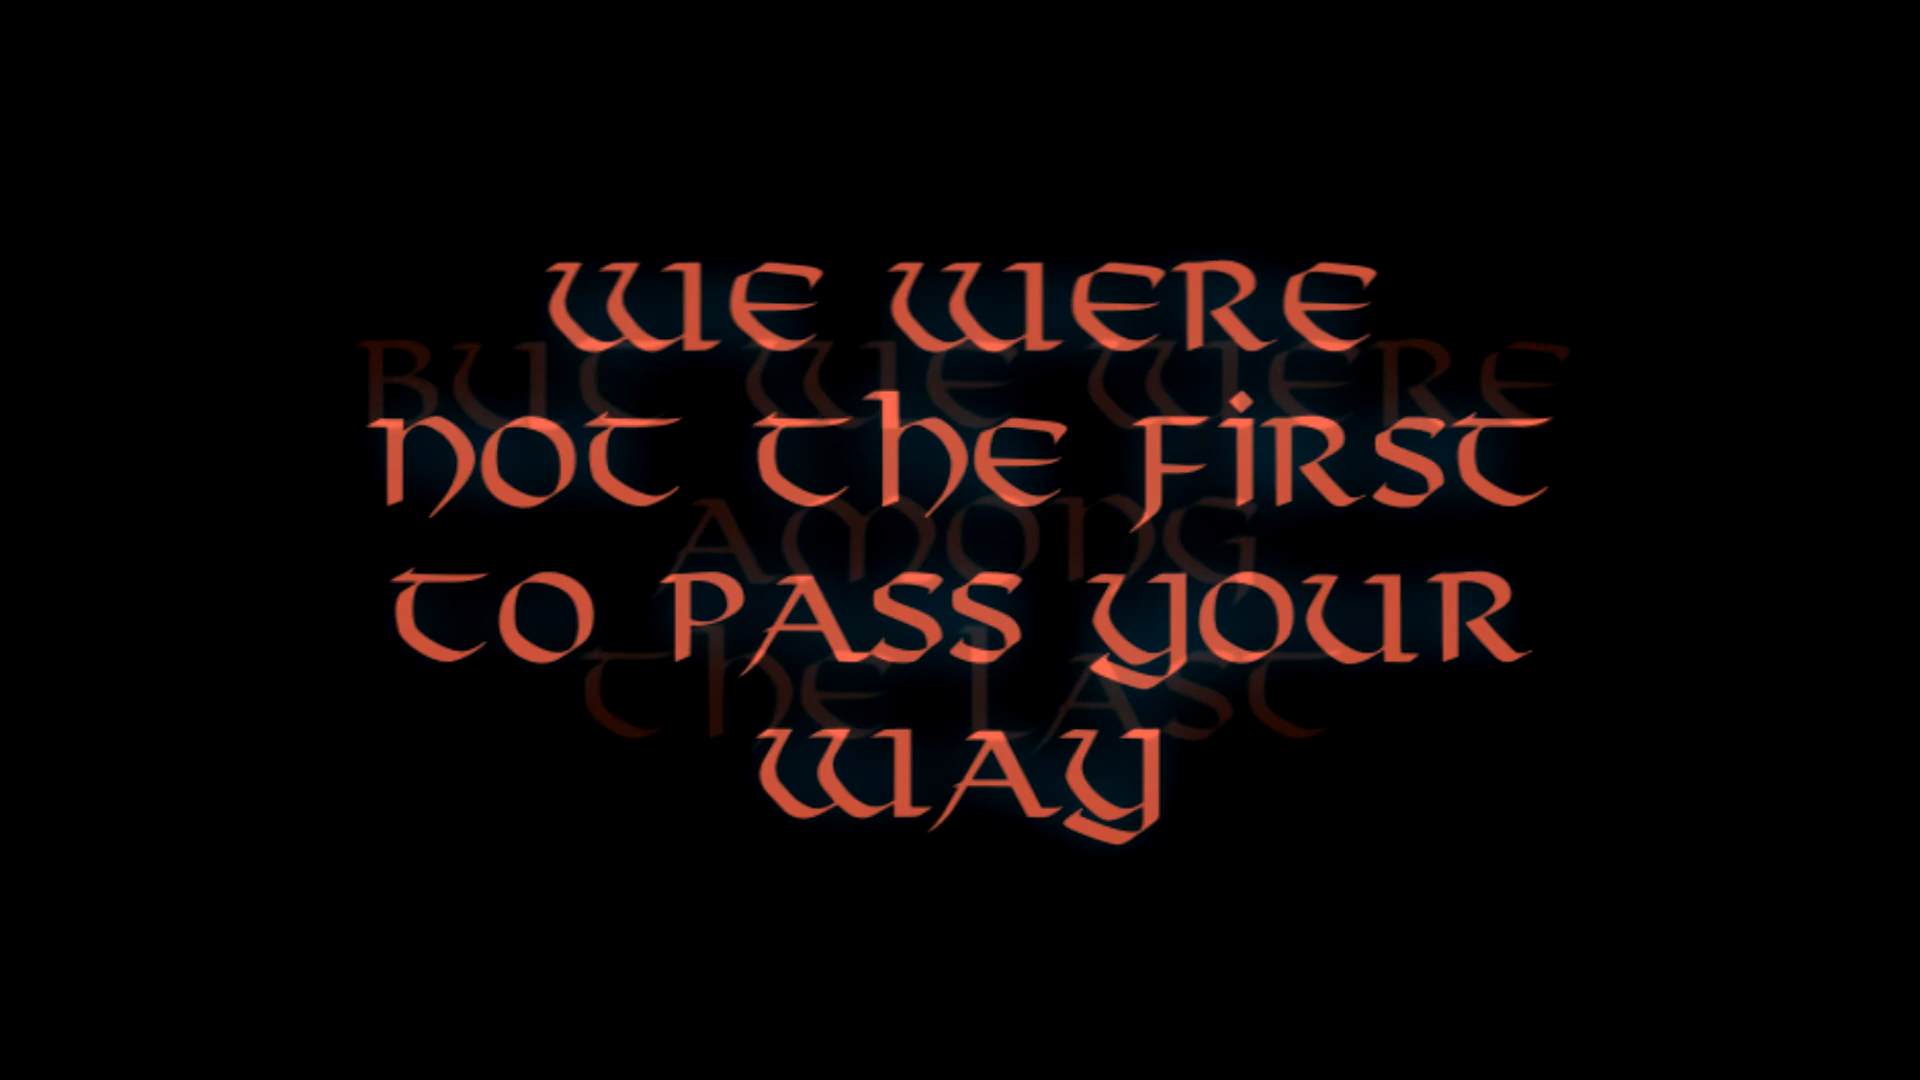 WE WERE
BUT WE WERE
NOT THE FIRST
AMONG
TO PASS YOUR
THE LAST
WAY